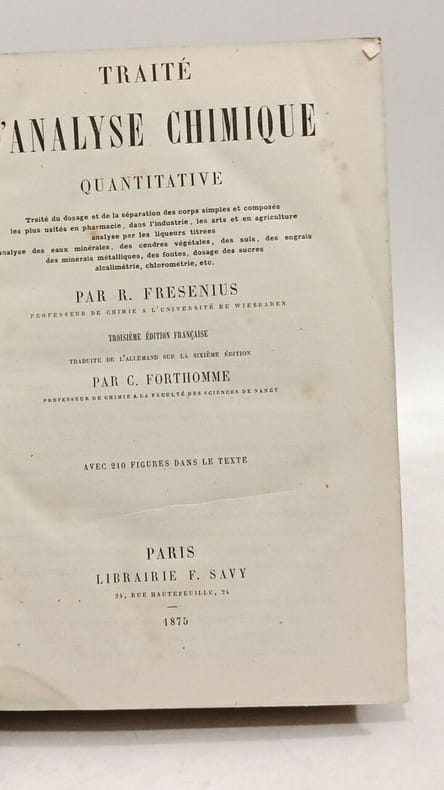 TRAITÉ
'ANALYSE CHIMIQUE
QUANTITATIVE
Traité du dosage et de la séparation des corps simples et composés
les plus usités en pharmacie, dans l'industrie, les arts et en agriculture
analyse par les liqueurs titrées
analyse des eaux minérales, des cendres végétales, des sols, des engrais
des minerais métalliques, des fontes, dosage des sucres
alcalimétrie, chlorométrie, etc.
PAR R. FRESENIUS
PROFESSEUR DE CHIMIE A L'UNIVERSITÉ DE WIESBADEN
TROISIÈME ÉDITION FRANÇAISE
TRADUITE DE L'ALLEMAND SUR LA SIXIÈME ÉDITION
PAR C. FORTHOMME
PROFESSEUR DE CHIMIE A LA FACULTÉ DES SCIENCES DE NANCY
AVEC 210 FIGURES DANS LE TEXTE
PARIS
LIBRAIRIE F. SAVY
24, RUE HAUTEFEUILLE, 24
1875